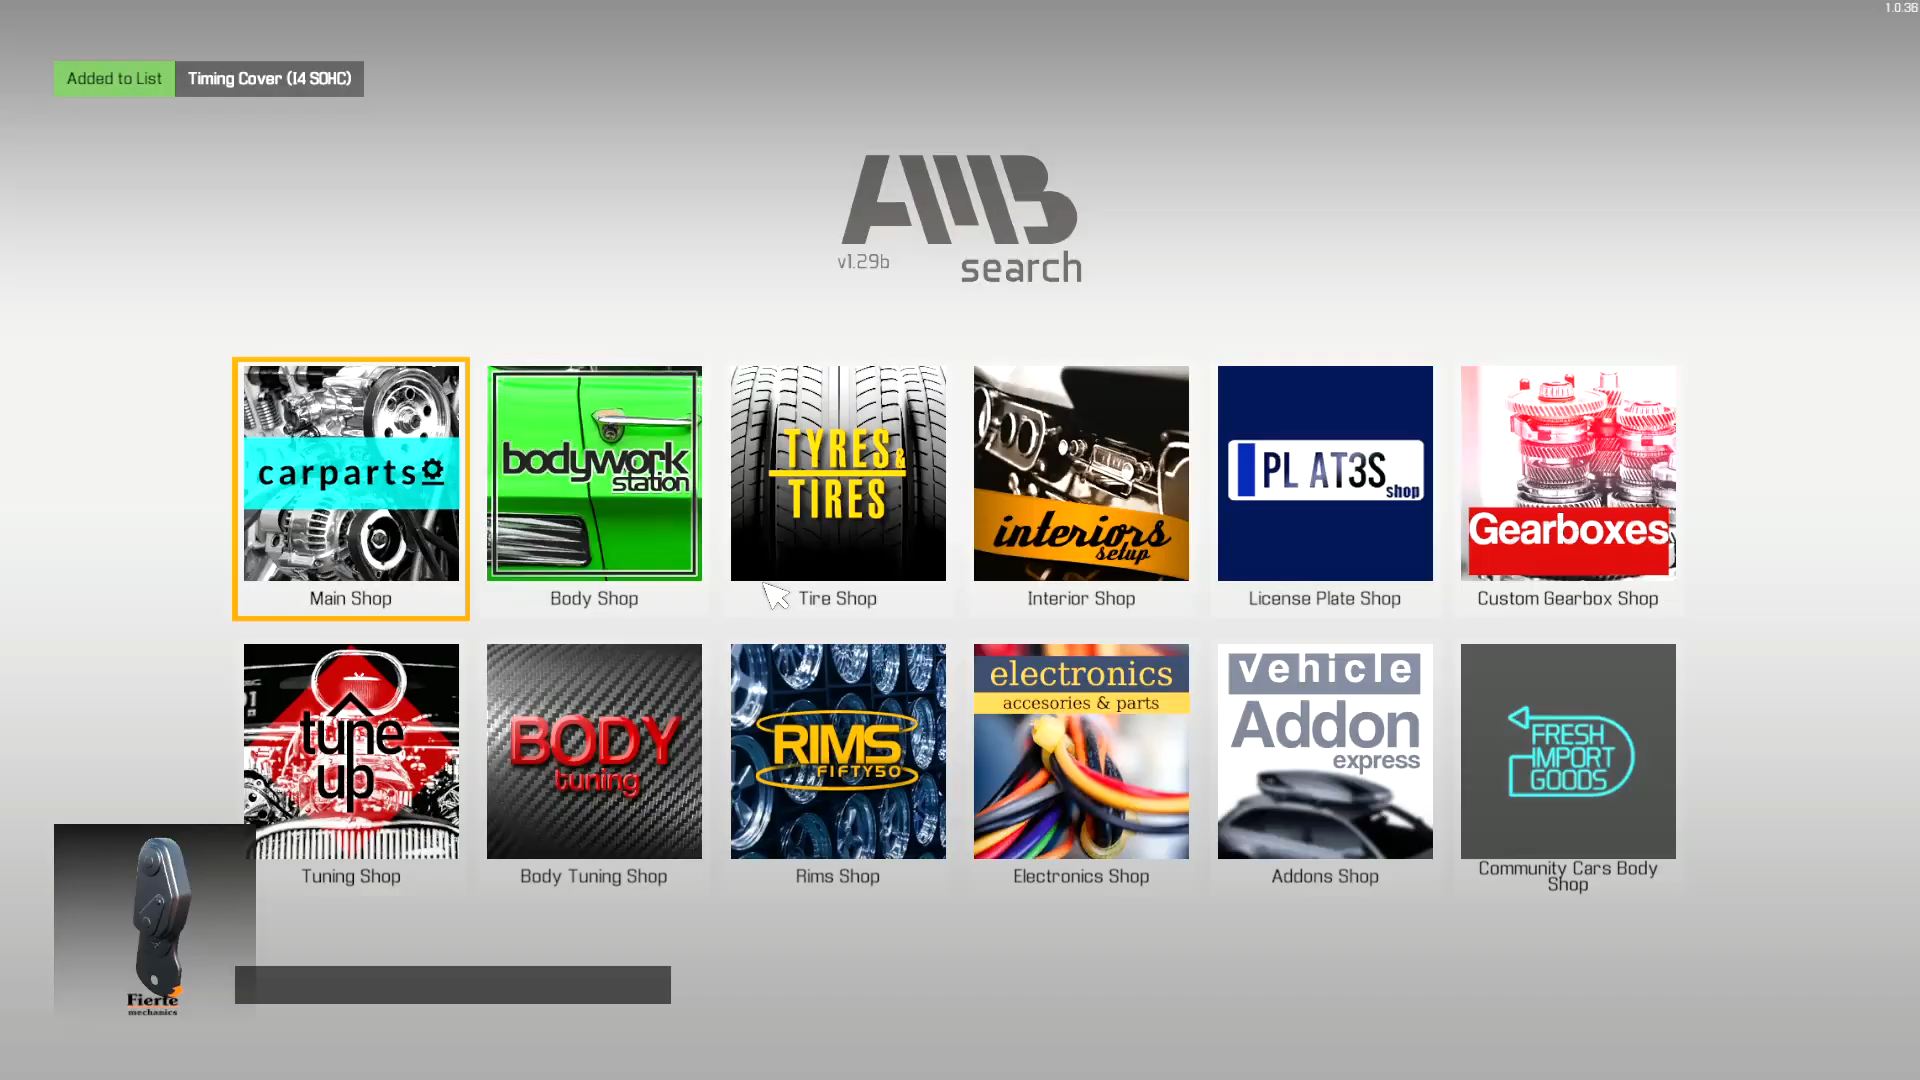 1.0.36
Added to List Timing Cover (I4 SOHC)
AMB
v1.29b
search
carparts
bodywork
station
TYRES &
TIRES
interiors
setup
PL AT3S
shop
Gearboxes
Main Shop
Body Shop
Tire Shop
Interior Shop
License Plate Shop
Custom Gearbox Shop
tune
up
BODY
tuning
RIMS
FIFTY50
electronics
accesories & parts
vehicle
Addon
express
FRESH
IMPORT
GOODS
Tuning Shop
Body Tuning Shop
Rims Shop
Electronics Shop
Addons Shop
Community Cars Body
Shop
Fierte
mechanics